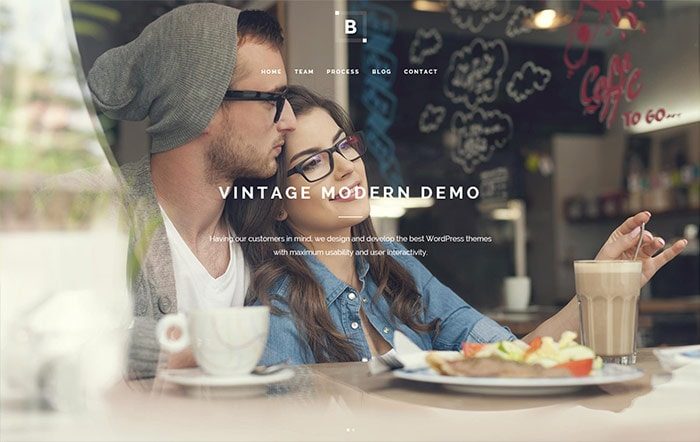 B
HOME TEAM PROCESS BLOG CONTACT
VINTAGE MODERN DEMO
Having our customers in mind, we design and develop the best WordPress themes
with maximum usability and user interactivity.
Coffee
TO GO...